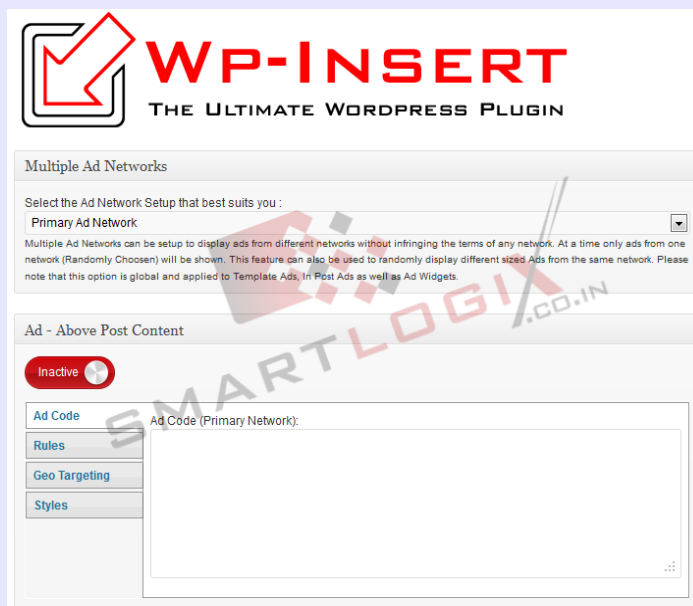 WP-INSERT
THE ULTIMATE WORDPRESS PLUGIN
Multiple Ad Networks
Select the Ad Network Setup that best suits you :
Primary Ad Network
Multiple Ad Networks can be setup to display ads from different networks without infringing the terms of any network. At a time only ads from one
network (Randomly Choosen) will be shown. This feature can also be used to randomly display different sized Ads from the same network. Please
note that this option is global and applied to Template Ads, In Post Ads as well as Ad Widgets.
SMARTLOGIX
.CO.IN
Ad - Above Post Content
Inactive
Ad Code
Ad Code (Primary Network):
Rules
Geo Targeting
Styles